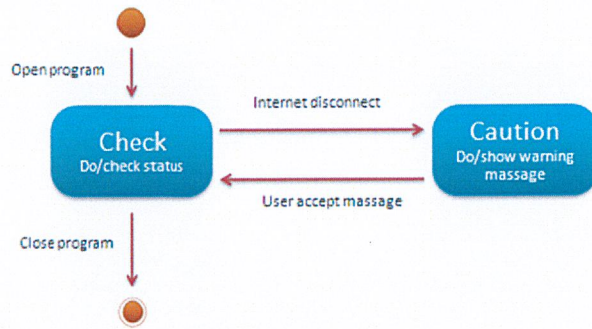 Open program
Internet disconnect
Check
Do/check status
Caution
Do/show warning
massage
User accept massage
Close program